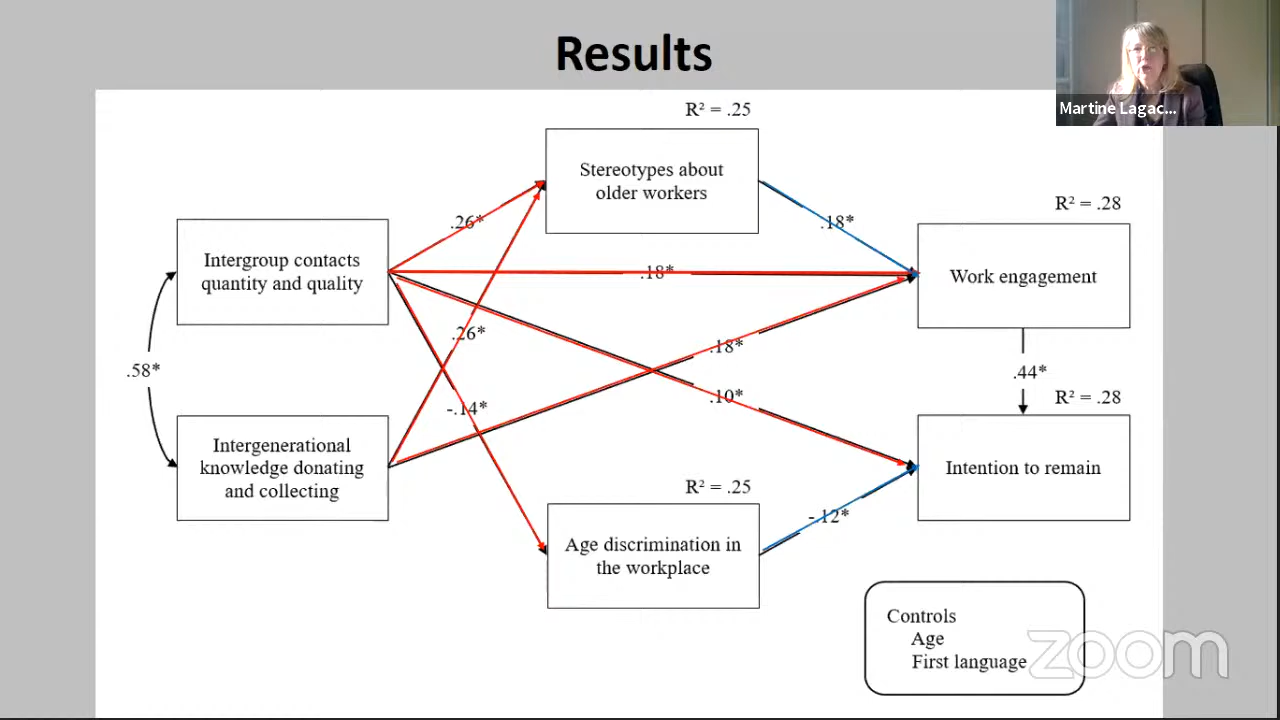 Results
Martine Lagac...
R² = .25
Stereotypes about
older workers
R² = .28
.26*
.18*
Intergroup contacts
quantity and quality
.18*
Work engagement
.26*
.18*
.58*
.44*
.10*
R² = .28
-.14*
Intergenerational
knowledge donating
and collecting
Intention to remain
R² = .25
-.12*
Age discrimination in
the workplace
Controls
Age
First language
zoom